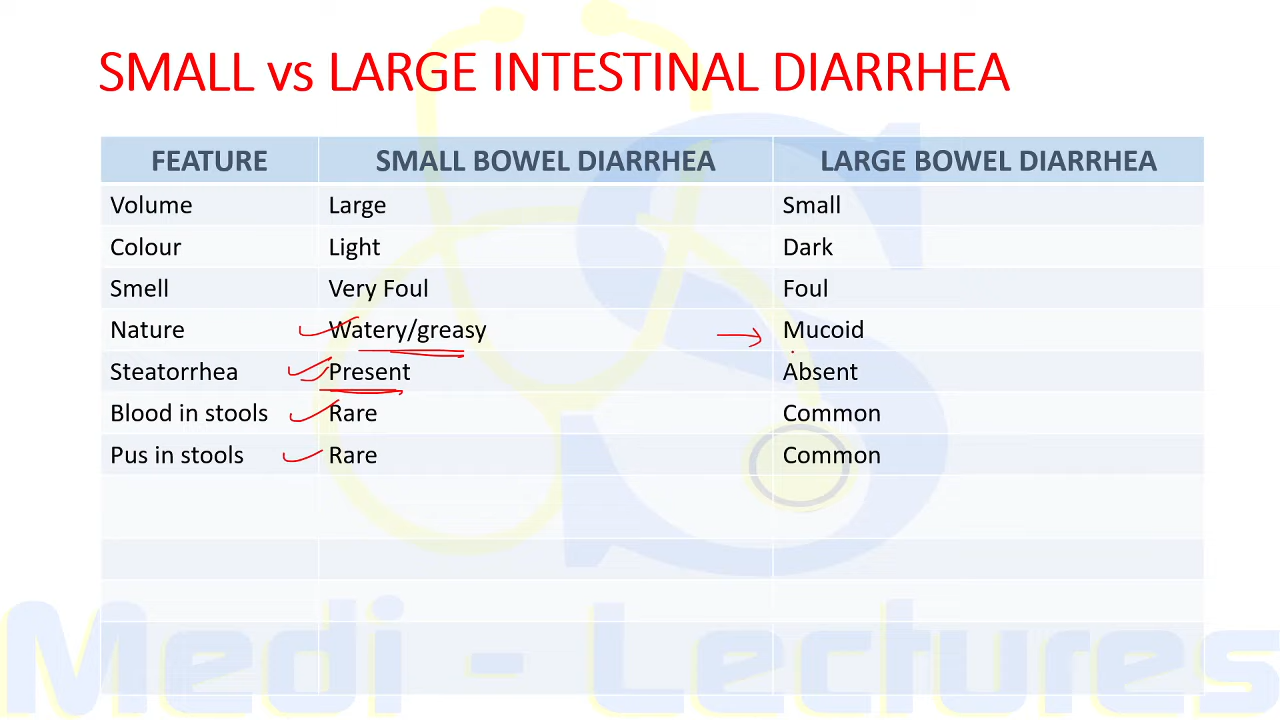 SMALL vs LARGE INTESTINAL DIARRHEA
FEATURE SMALL BOWEL DIARRHEA LARGE BOWEL DIARRHEA
Volume Large Small
Colour Light Dark
Smell Very Foul Foul
Nature Watery/greasy Mucoid
Steatorrhea Present Absent
Blood in stools Rare Common
Pus in stools Rare Common
Medi - Lectures